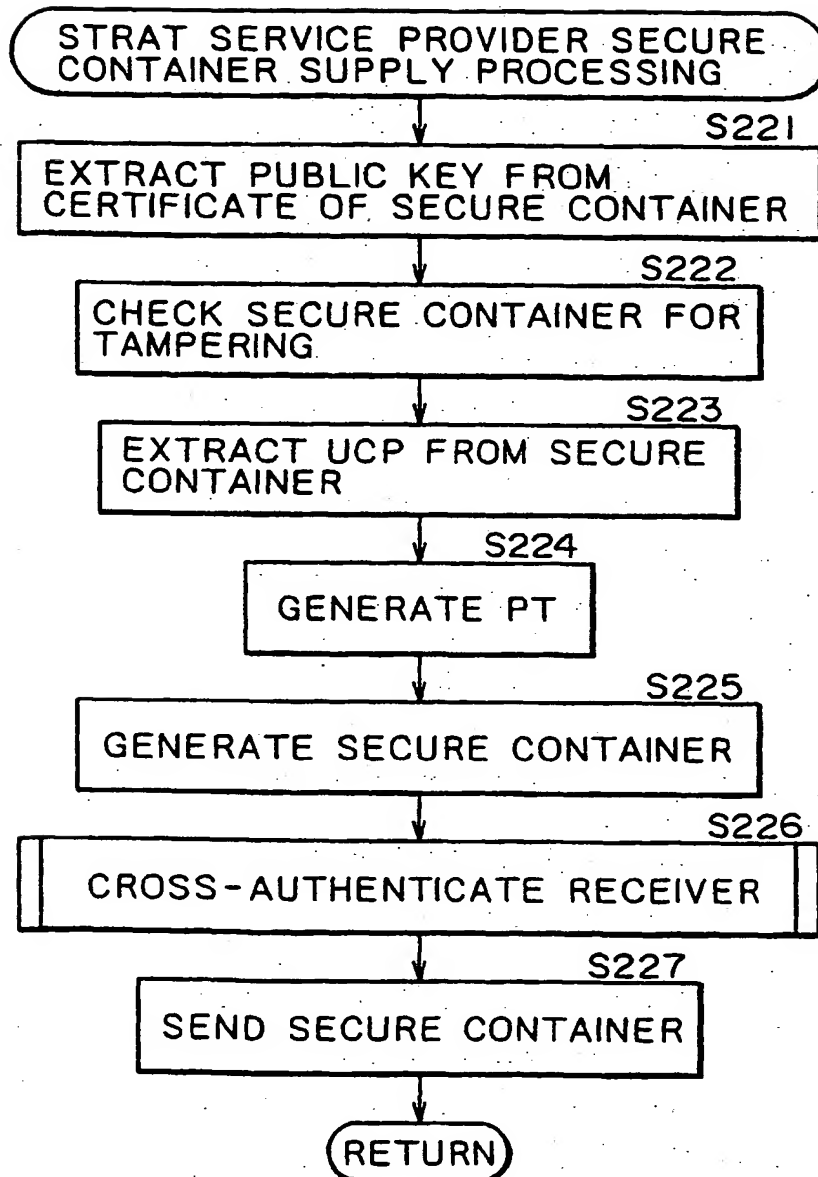 STRAT SERVICE PROVIDER SECURE
CONTAINER SUPPLY PROCESSING
S221
EXTRACT PUBLIC KEY FROM
CERTIFICATE OF SECURE CONTAINER
S222
CHECK SECURE CONTAINER FOR
TAMPERING
S223
EXTRACT UCP FROM SECURE
CONTAINER
S224
GENERATE PT
S225
GENERATE SECURE CONTAINER
S226
CROSS-AUTHENTICATE RECEIVER
S227
SEND SECURE CONTAINER
RETURN